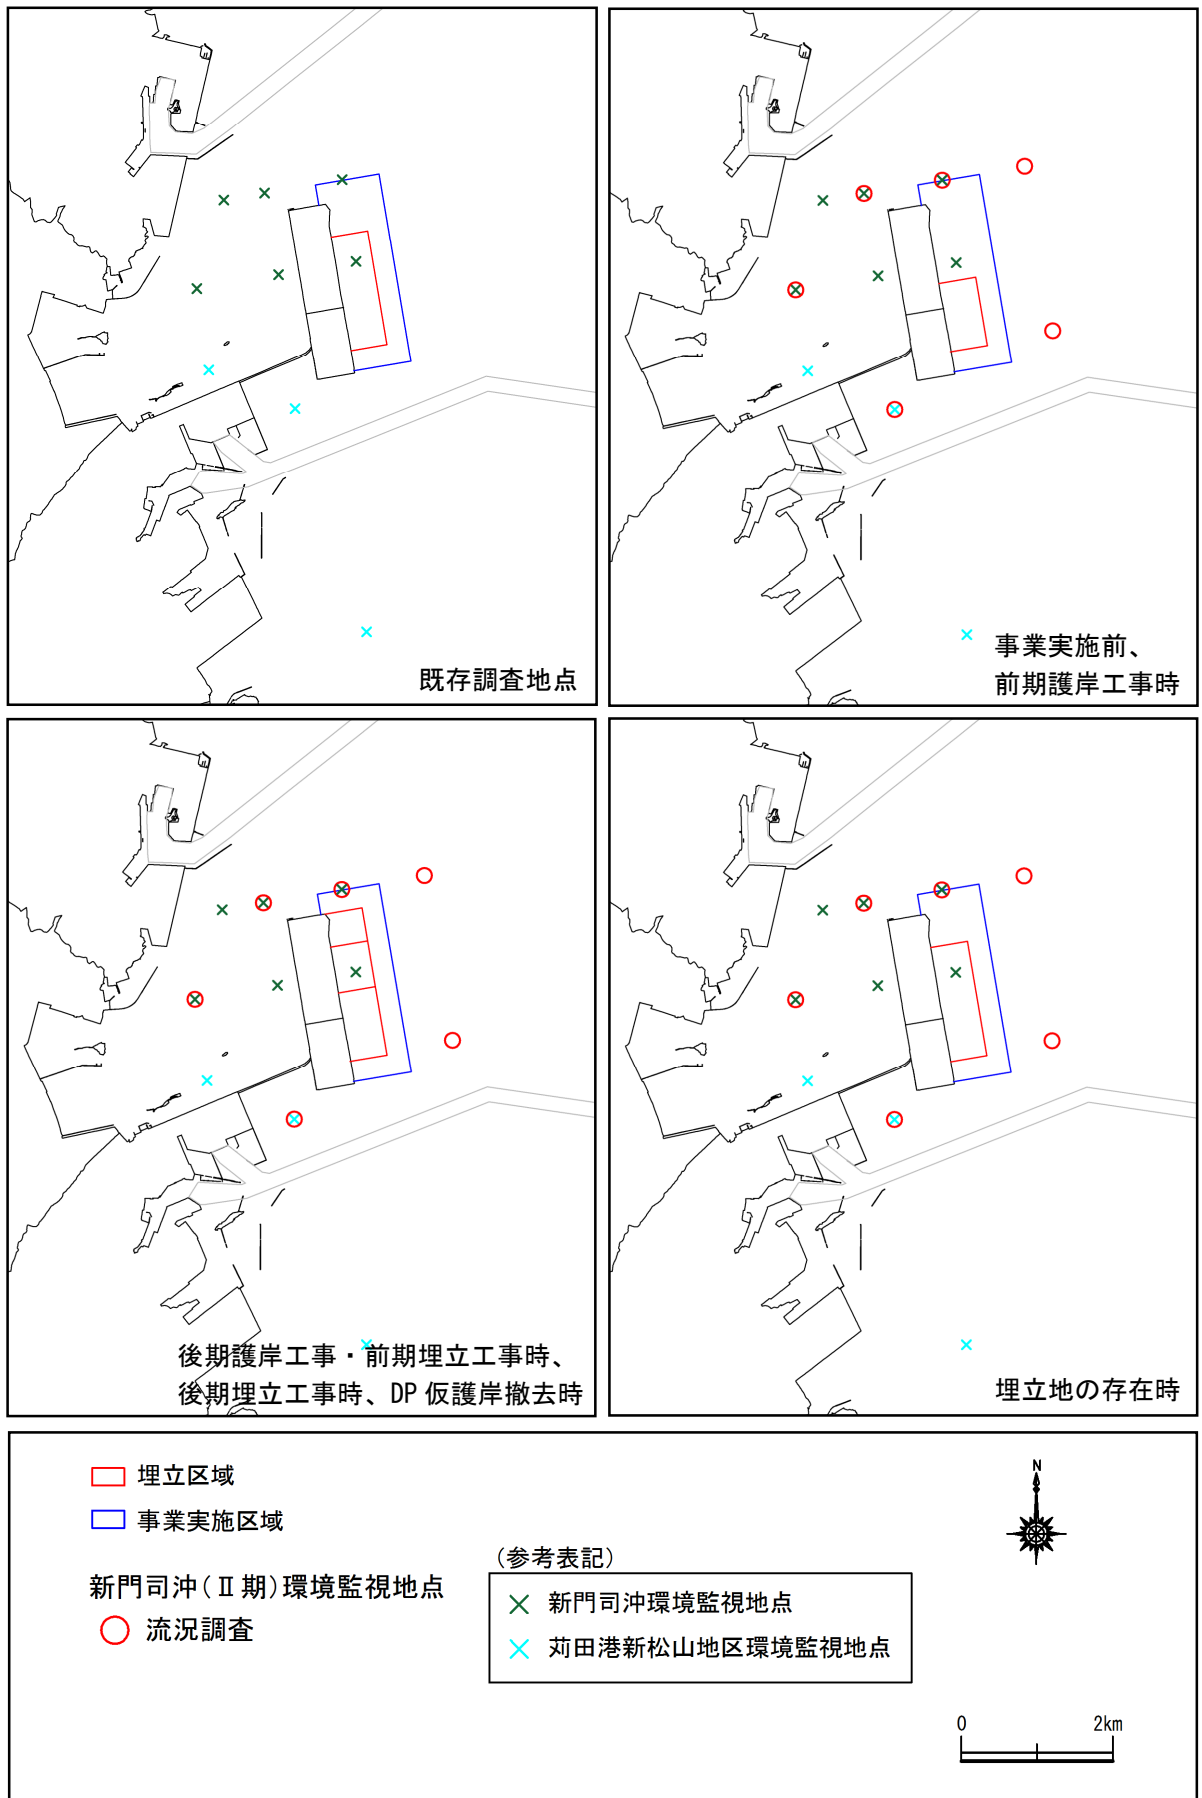 既存調査地点
事業実施前、
前期護岸工事時
後期護岸工事・前期埋立工事時、
後期埋立工事時、DP 仮護岸撤去時
埋立地の存在時
埋立区域
事業実施区域
新門司沖(Ⅱ期)環境監視地点
流況調査
(参考表記)
新門司沖環境監視地点
苅田港新松山地区環境監視地点
N
0 2km